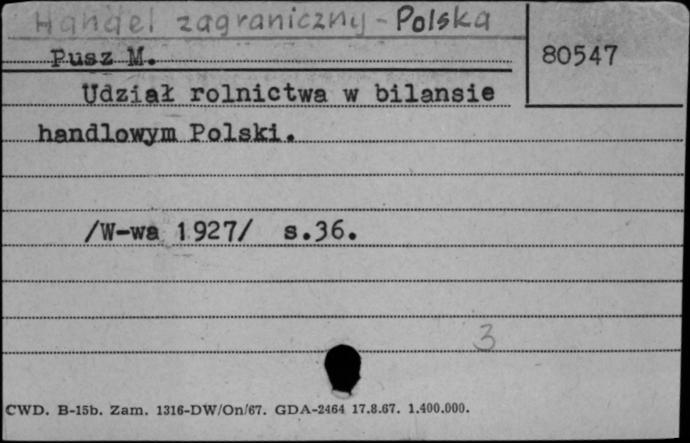 Handel zagraniczny - Polska
80547
Pusz M.
Udział rolnictwa w bilansie
handlowym Polski.
/W-wa 1927/ s.36.
3
CWD. B-15b. Zam. 1316-DW/On/67. GDA-2464 17.8.67. 1.400.000.